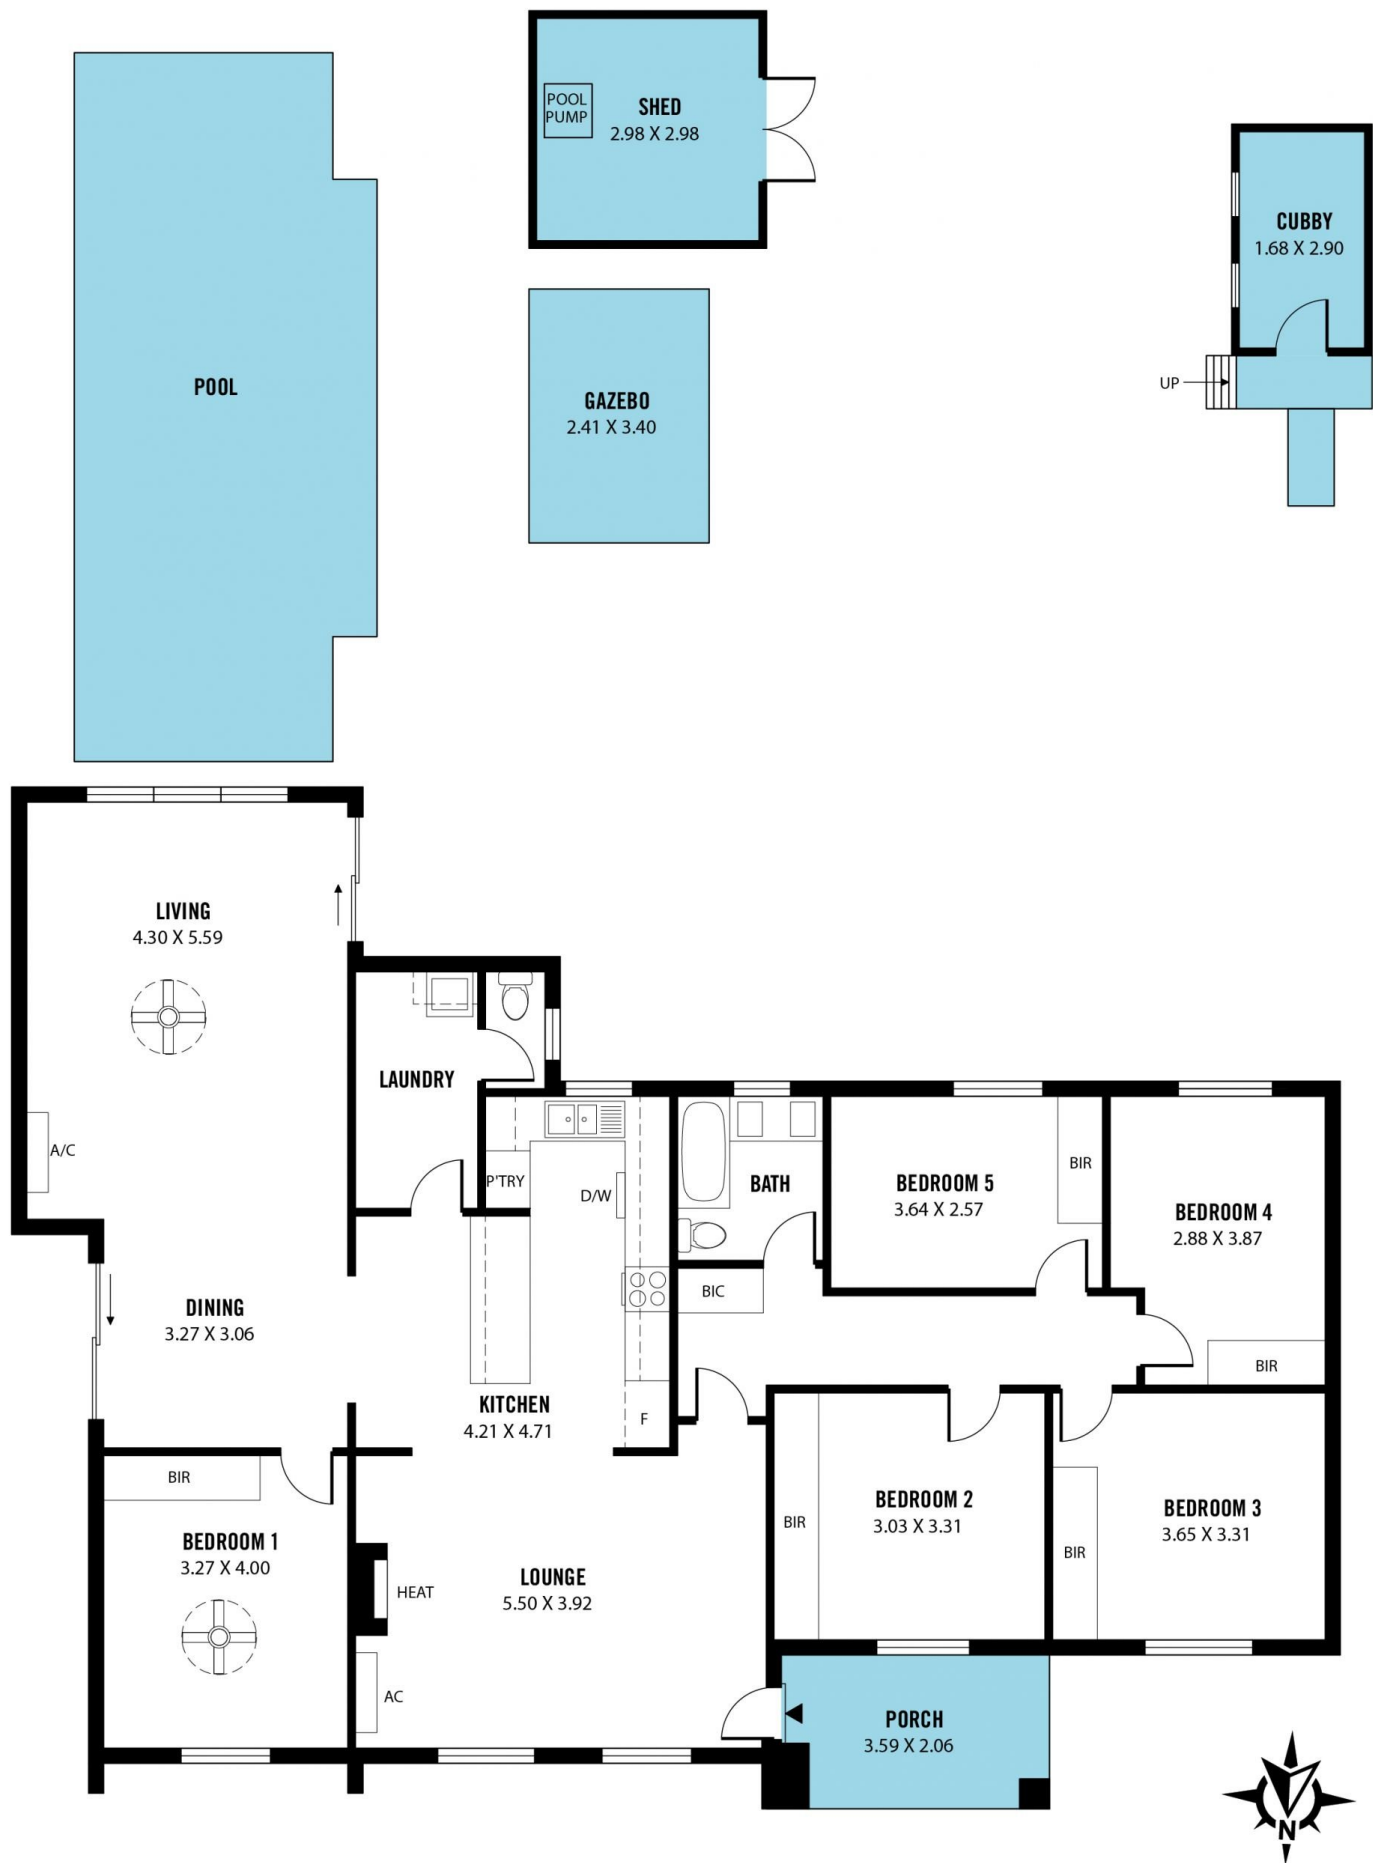 POOL
PUMP
SHED
2.98 X 2.98
CUBBY
1.68 X 2.90
UP
POOL
GAZEBO
2.41 X 3.40
LIVING
4.30 X 5.59
A/C
LAUNDRY
P'TRY
D/W
BATH
BEDROOM 5
3.64 X 2.57
BIR
BEDROOM 4
2.88 X 3.87
BIR
BIC
DINING
3.27 X 3.06
KITCHEN
4.21 X 4.71
F
BIR
BEDROOM 1
3.27 X 4.00
HEAT
LOUNGE
5.50 X 3.92
AC
BIR
BEDROOM 2
3.03 X 3.31
BIR
BEDROOM 3
3.65 X 3.31
PORCH
3.59 X 2.06
N